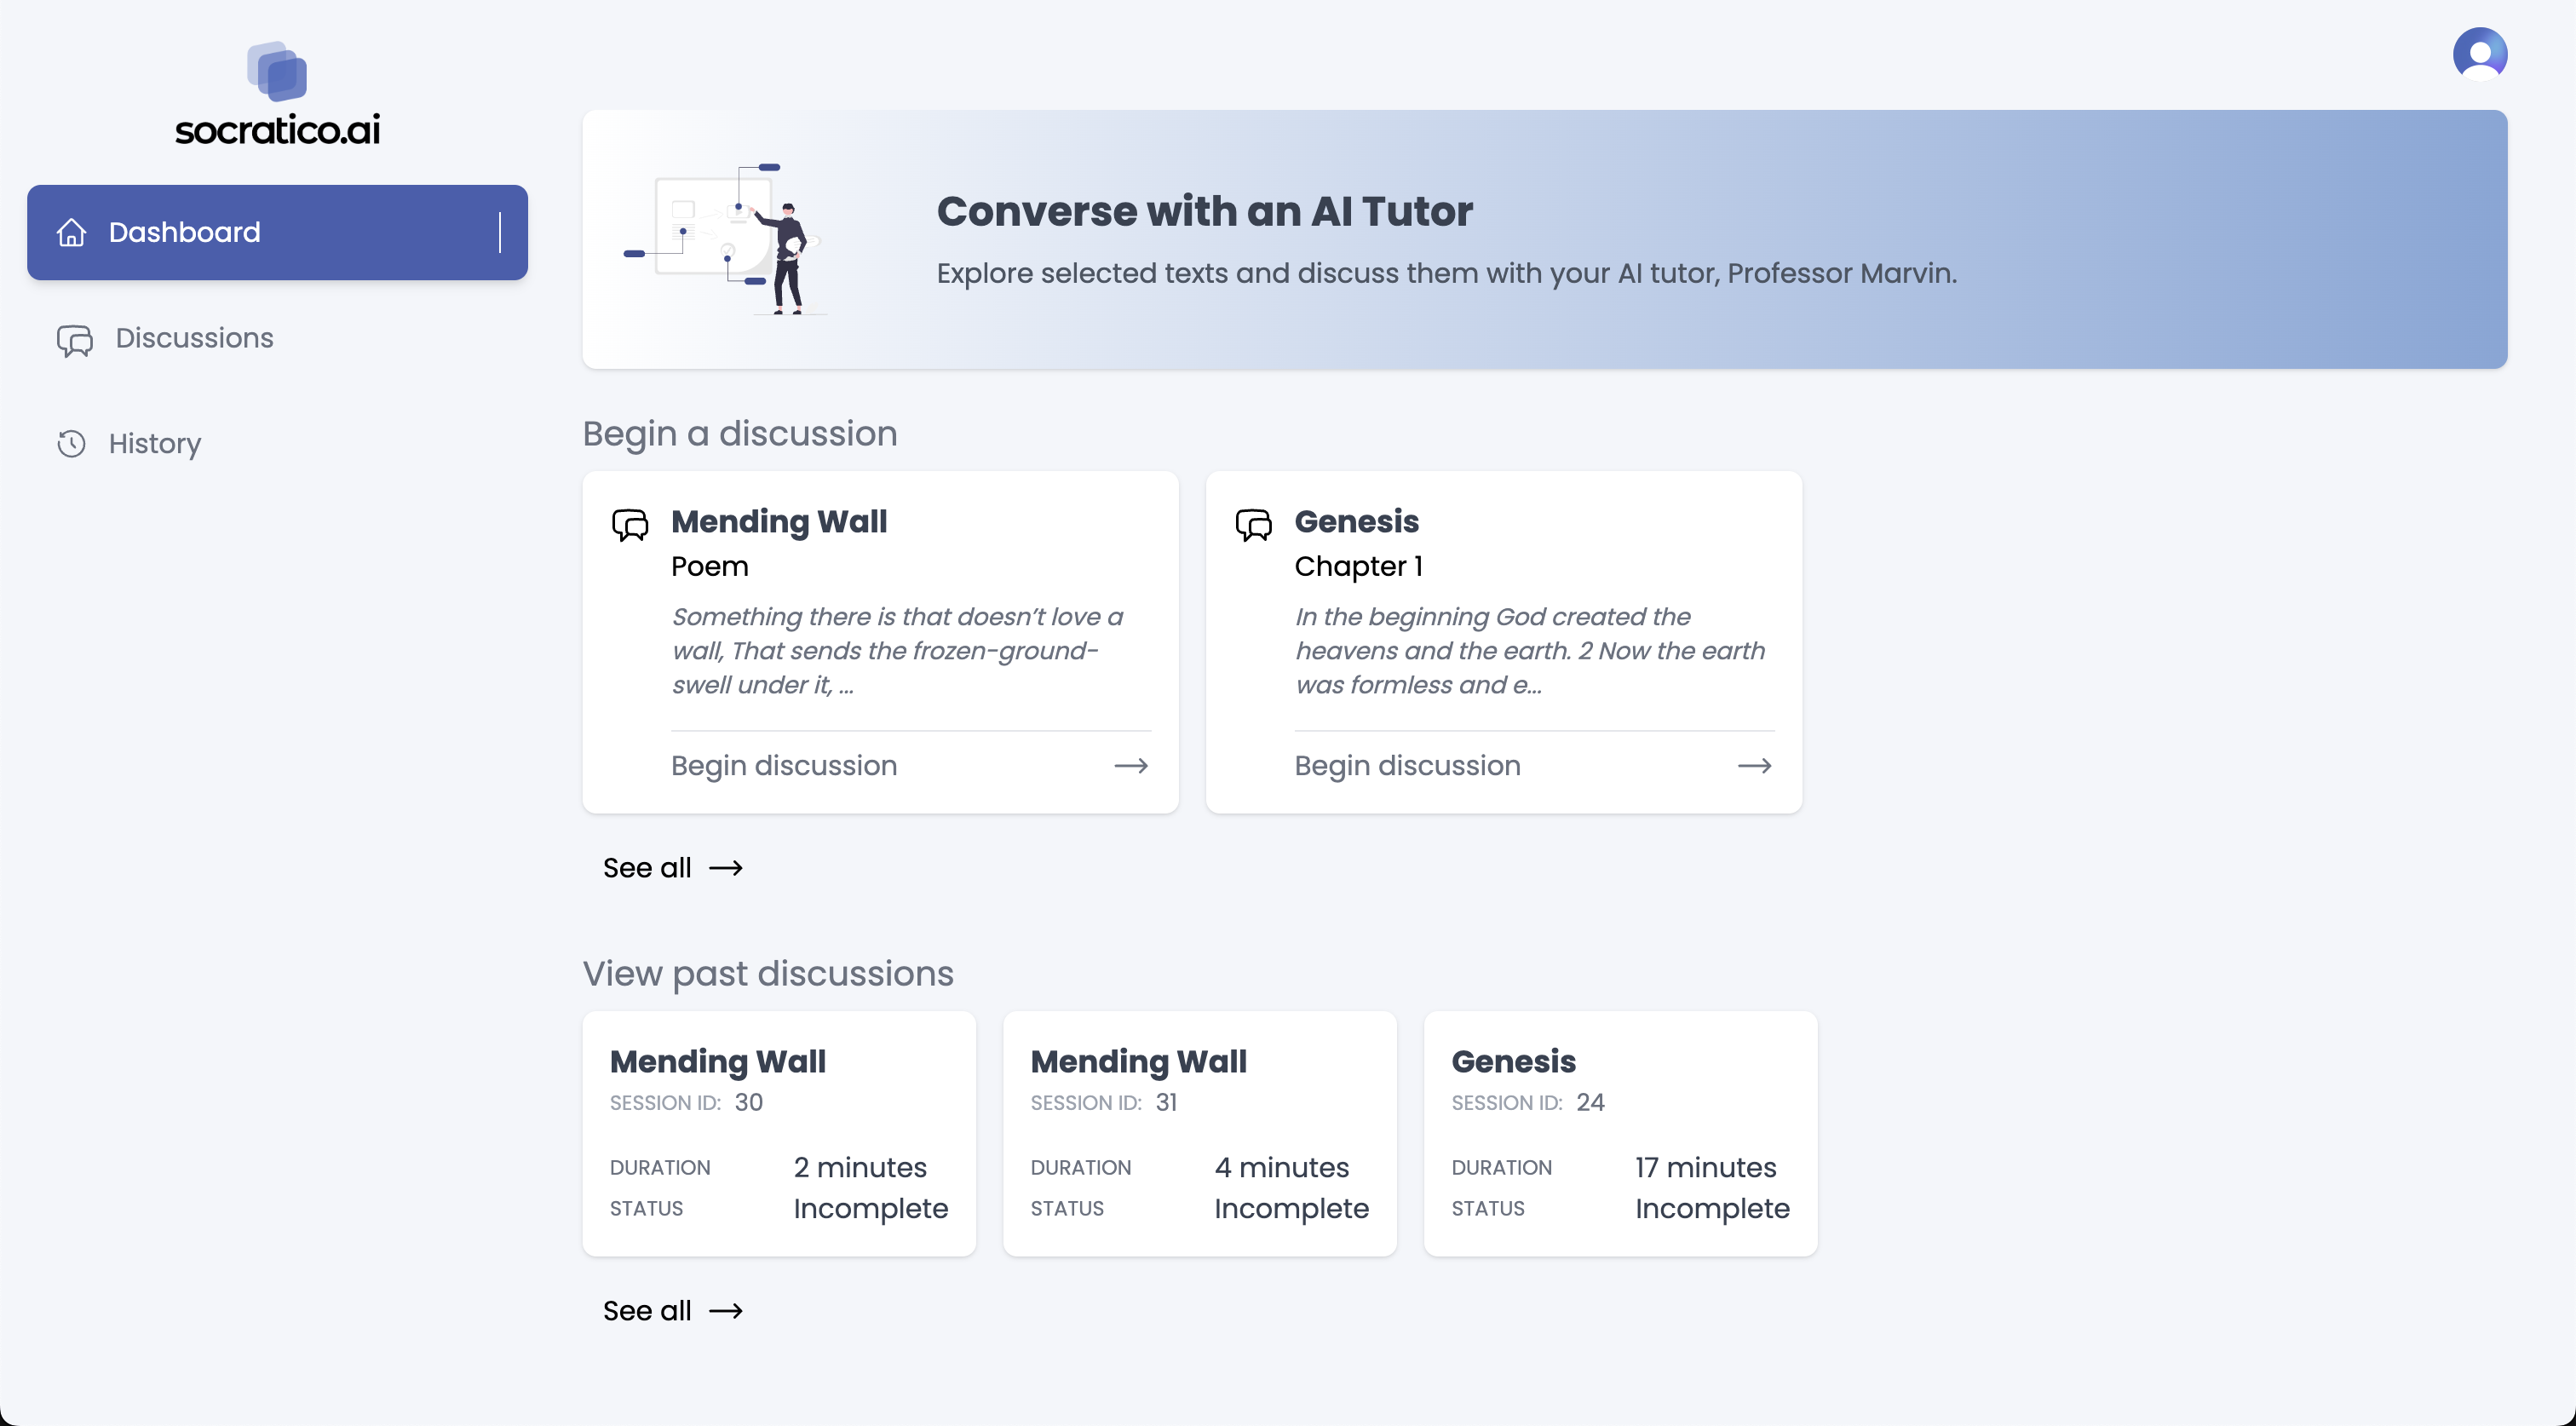 socratico.ai
Dashboard
Discussions
History
Converse with an AI Tutor
Explore selected texts and discuss them with your AI tutor, Professor Marvin.
Begin a discussion
Mending Wall
Poem
Something there is that doesn’t love a
wall, That sends the frozen-ground-
swell under it, ...
Begin discussion
Genesis
Chapter 1
In the beginning God created the
heavens and the earth. 2 Now the earth
was formless and e...
Begin discussion
See all
View past discussions
Mending Wall
SESSION ID: 30
DURATION 2 minutes
STATUS Incomplete
Mending Wall
SESSION ID: 31
DURATION 4 minutes
STATUS Incomplete
Genesis
SESSION ID: 24
DURATION 17 minutes
STATUS Incomplete
See all